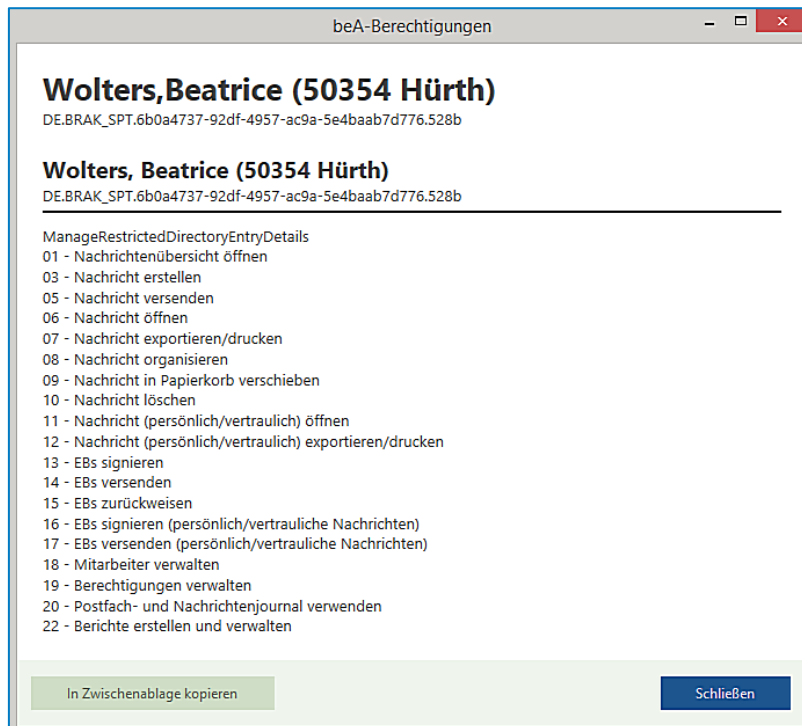 beA-Berechtigungen
Wolters,Beatrice (50354 Hürth)
DE.BRAK_SPT.6b0a4737-92df-4957-ac9a-5e4baab7d776.528b
Wolters, Beatrice (50354 Hürth)
DE.BRAK_SPT.6b0a4737-92df-4957-ac9a-5e4baab7d776.528b
ManageRestrictedDirectoryEntryDetails
01 - Nachrichtenübersicht öffnen
03 - Nachricht erstellen
05 - Nachricht versenden
06 - Nachricht öffnen
07 - Nachricht exportieren/drucken
08 - Nachricht organisieren
09 - Nachricht in Papierkorb verschieben
10 - Nachricht löschen
11 - Nachricht (persönlich/vertraulich) öffnen
12 - Nachricht (persönlich/vertraulich) exportieren/drucken
13 - EBs signieren
14 - EBs versenden
15 - EBs zurückweisen
16 - EBs signieren (persönlich/vertrauliche Nachrichten)
17 - EBs versenden (persönlich/vertrauliche Nachrichten)
18 - Mitarbeiter verwalten
19 - Berechtigungen verwalten
20 - Postfach- und Nachrichtenjournal verwenden
22 - Berichte erstellen und verwalten
In Zwischenablage kopieren
Schließen